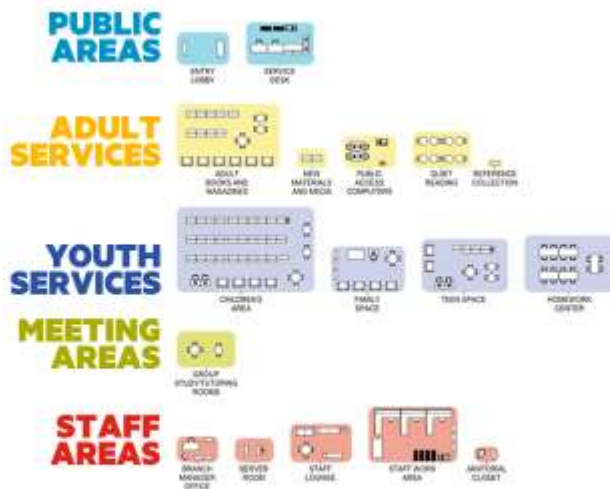 PUBLIC
AREAS
ENTRY
LOBBY
SERVICE
DESK
ADULT
SERVICES
ADULT
BOOKS AND
MAGAZINES
NEW
MATERIALS
AND MEDIA
PUBLIC
ACCESS
COMPUTERS
QUIET
READING
REFERENCE
COLLECTION
YOUTH
SERVICES
CHILDREN'S
AREA
FAMILY
SPACE
TEEN SPACE
HOMEWORK
CENTER
MEETING
AREAS
GROUP
STUDY/TUTORING
ROOMS
STAFF
AREAS
BRANCH
MANAGER
OFFICE
SERVER
ROOM
STAFF
LOUNGE
STAFF WORK
AREA
JANITORIAL
CLOSET